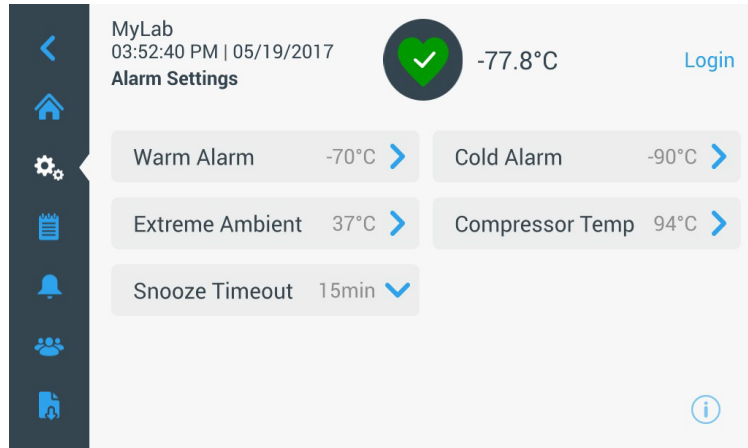 MyLab
03:52:40 PM | 05/19/2017
Alarm Settings
-77.8°C
Login
Warm Alarm -70°C
Cold Alarm -90°C
Extreme Ambient 37°C
Compressor Temp 94°C
Snooze Timeout 15min
i